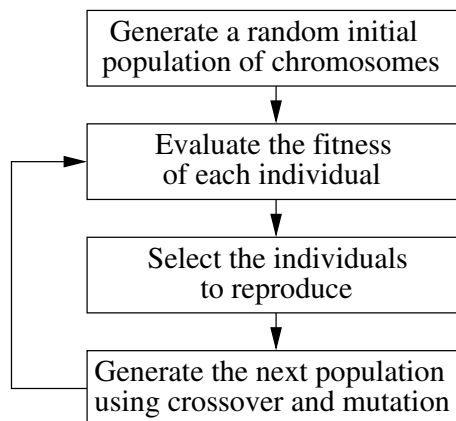 Generate a random initial
population of chromosomes
Evaluate the fitness
of each individual
Select the individuals
to reproduce
Generate the next population
using crossover and mutation